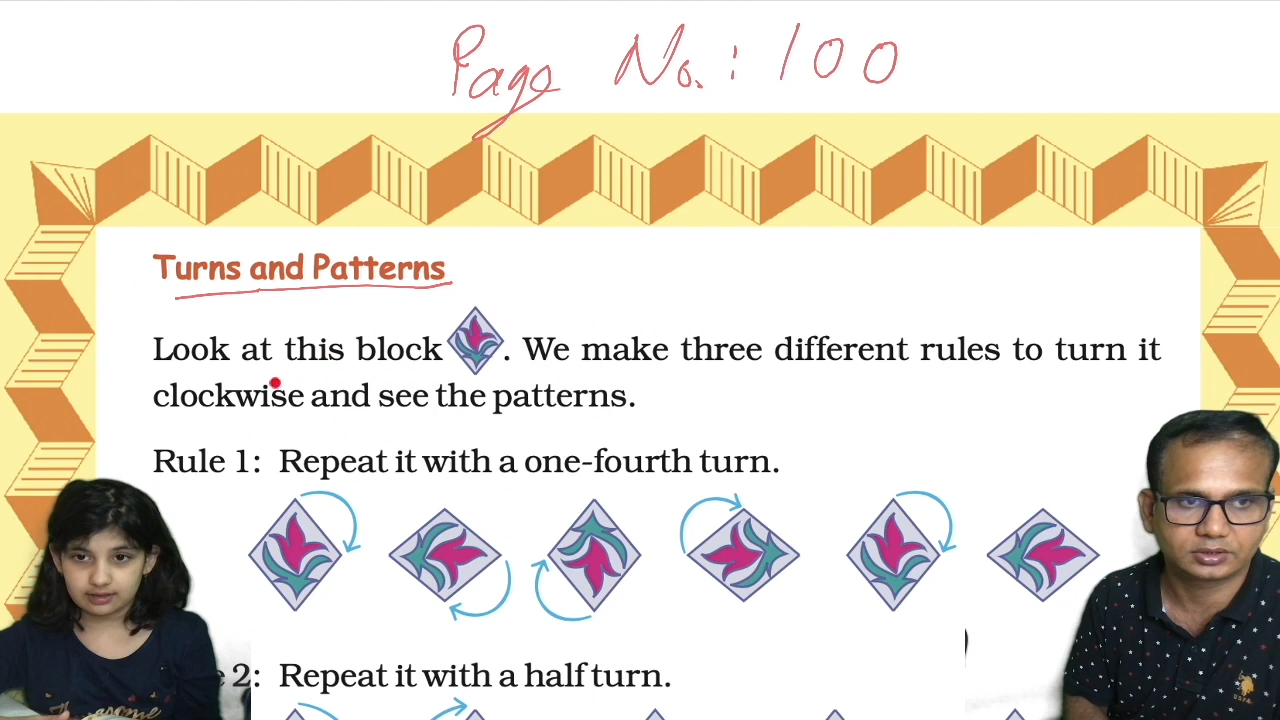 Page No.: 100
Turns and Patterns
Look at this block . We make three different rules to turn it
clockwise and see the patterns.
Rule 1: Repeat it with a one-fourth turn.
2: Repeat it with a half turn.